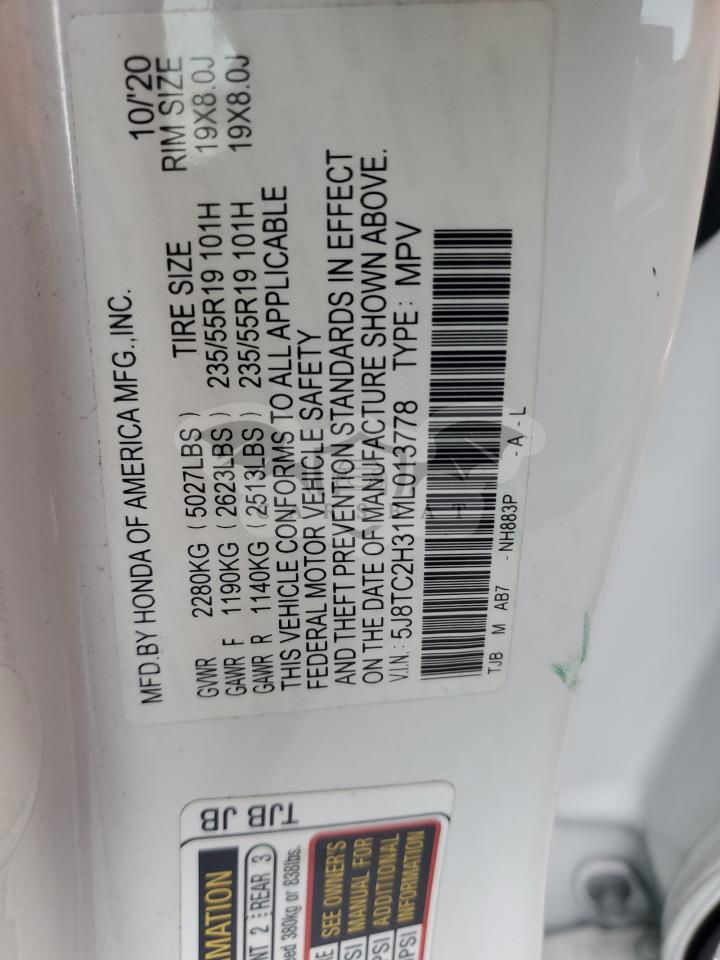 MFD.BY HONDA OF AMERICA MFG.,INC. 10/'20
TIRE SIZE RIM SIZE
GVWR 2280KG (5027LBS)
GAWR F 1190KG (2623LBS) 235/55R19 101H 19X8.0J
GAWR R 1140KG (2513LBS) 235/55R19 101H 19X8.0J
THIS VEHICLE CONFORMS TO ALL APPLICABLE
FEDERAL MOTOR VEHICLE SAFETY
AND THEFT PREVENTION STANDARDS IN EFFECT
ON THE DATE OF MANUFACTURE SHOWN ABOVE.
V.I.N.: 5J8TC2H31ML013778 TYPE: MPV
TJB M AB7 - NH883P - A - L
TJB JB
MATION
NT 2 REAR 3
ed 380kg or 838lbs.
SEE OWNER'S
MANUAL FOR
ADDITIONAL
INFORMATION
PSI